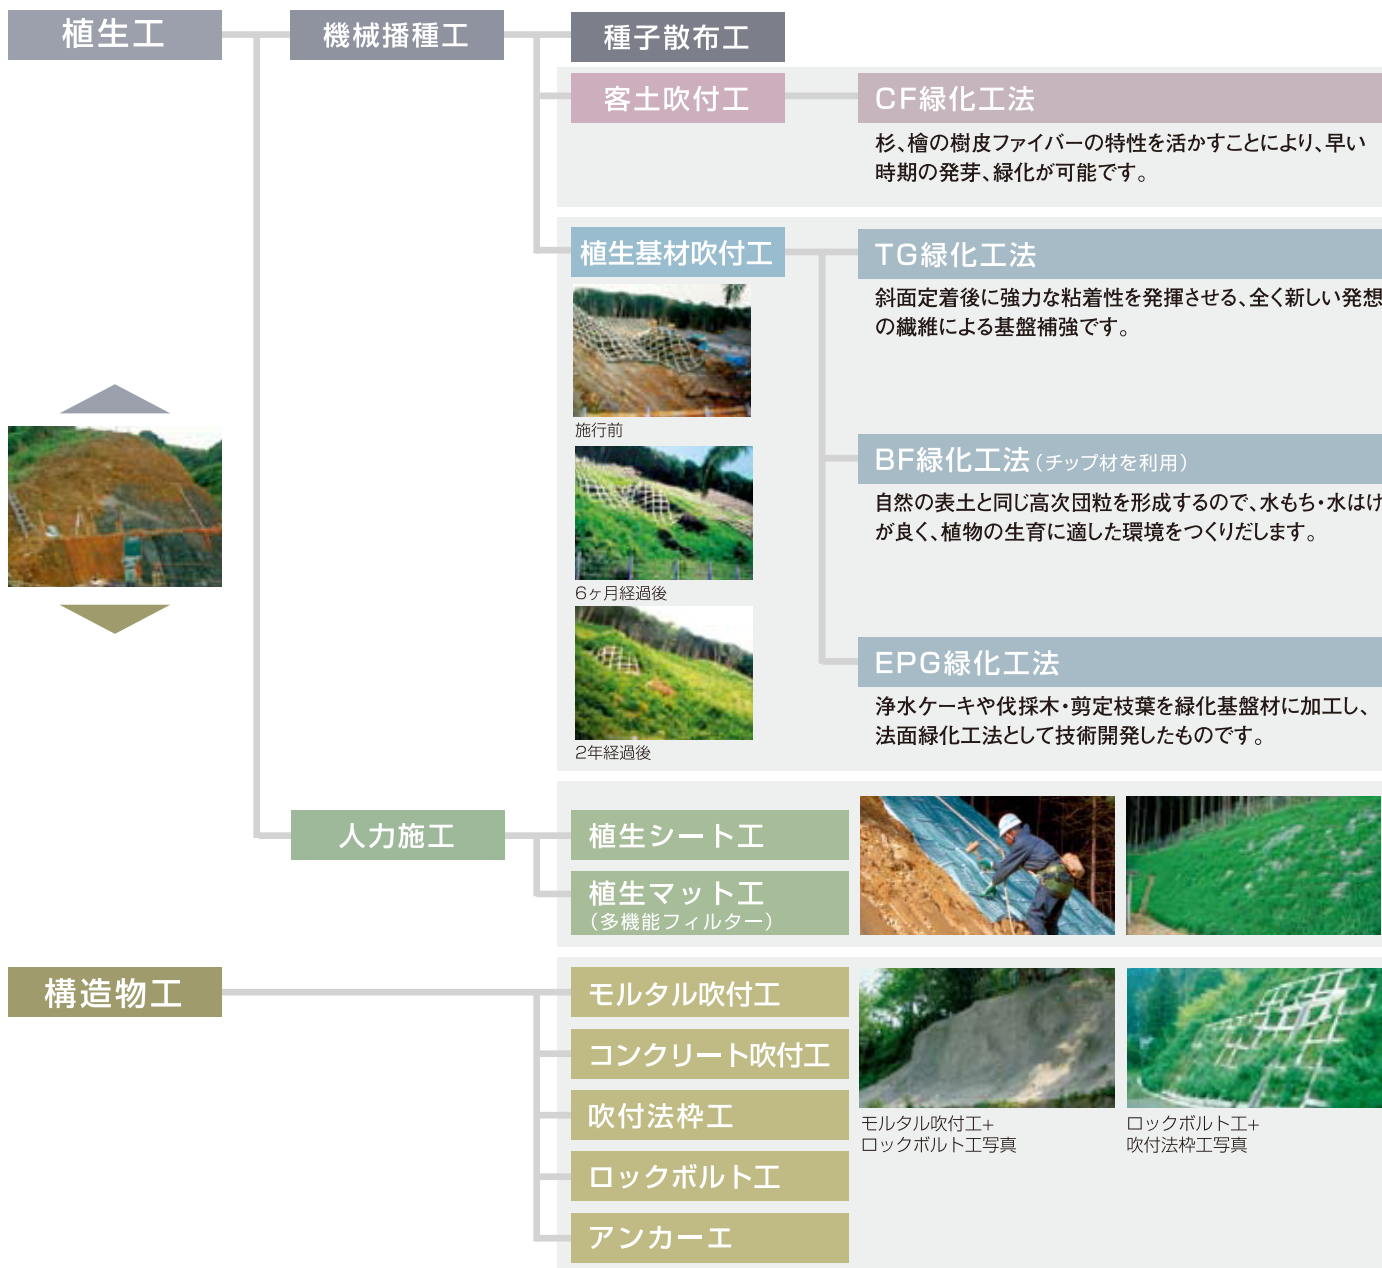 植生工
機械播種工
種子散布工
客土吹付工
CF緑化工法
杉、檜の樹皮ファイバーの特性を活かすことにより、早い
時期の発芽、緑化が可能です。
植生基材吹付工
TG緑化工法
斜面定着後に強力な粘着性を発揮させる、全く新しい発想
の繊維による基盤補強です。
施行前
BF緑化工法（チップ材を利用）
自然の表土と同じ高次団粒を形成するので、水もち・水はけ
が良く、植物の生育に適した環境をつくりだします。
6ヶ月経過後
EPG緑化工法
浄水ケーキや伐採木・剪定枝葉を緑化基盤材に加工し、
法面緑化工法として技術開発したものです。
2年経過後
人力施工
植生シート工
植生マット工
（多機能フィルター）
構造物工
モルタル吹付工
コンクリート吹付工
吹付法枠工
ロックボルト工
アンカー工
モルタル吹付工+
ロックボルト工写真
ロックボルト工+
吹付法枠工写真